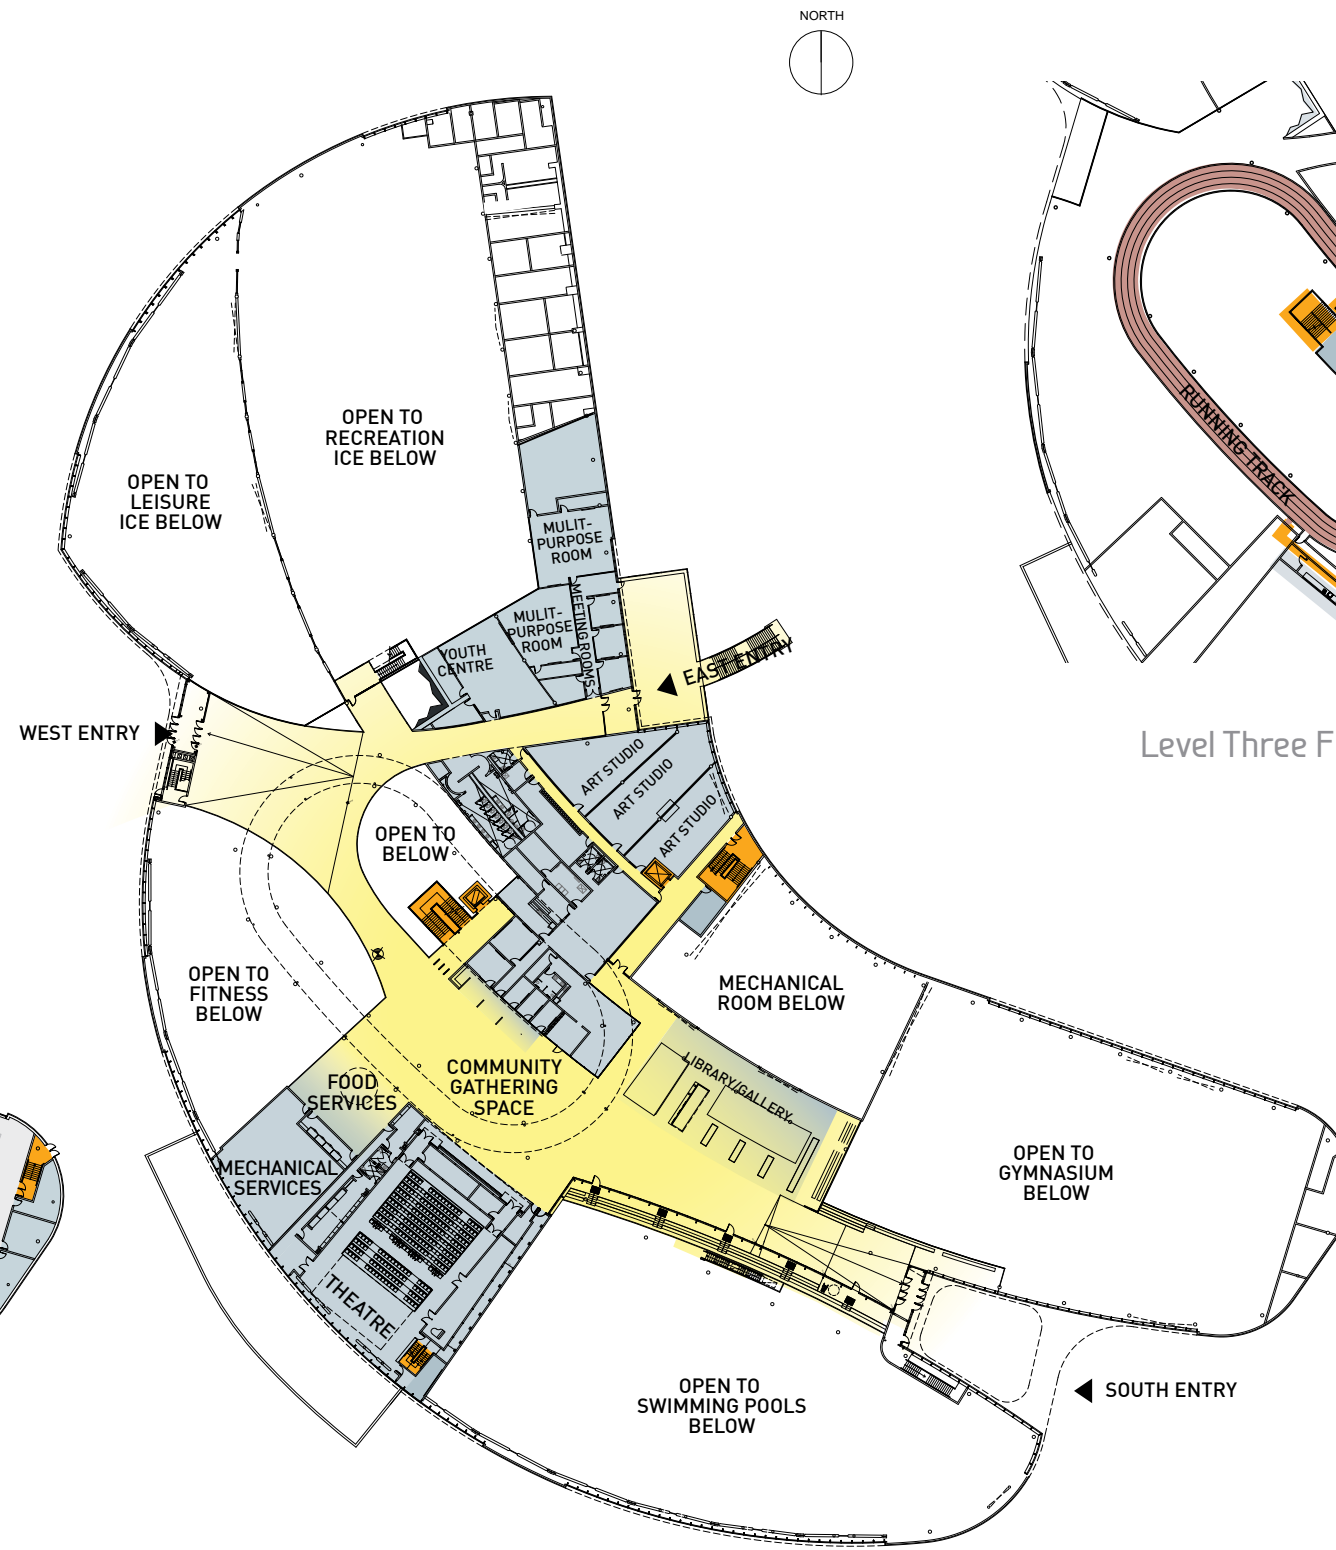 NORTH
OPEN TO
RECREATION
ICE BELOW
OPEN TO
LEISURE
ICE BELOW
MULIT-
PURPOSE
ROOM
MULIT-
PURPOSE
ROOM
MEETING ROOMS
YOUTH
CENTRE
EAST ENTRY
WEST ENTRY
ART STUDIO
ART STUDIO
ART STUDIO
OPEN TO
BELOW
OPEN TO
FITNESS
BELOW
MECHANICAL
ROOM BELOW
COMMUNITY
GATHERING
SPACE
LIBRARY/GALLERY
FOOD
SERVICES
MECHANICAL
SERVICES
THEATRE
OPEN TO
GYMNASIUM
BELOW
OPEN TO
SWIMMING POOLS
BELOW
SOUTH ENTRY
RUNNING TRACK
Level Three F